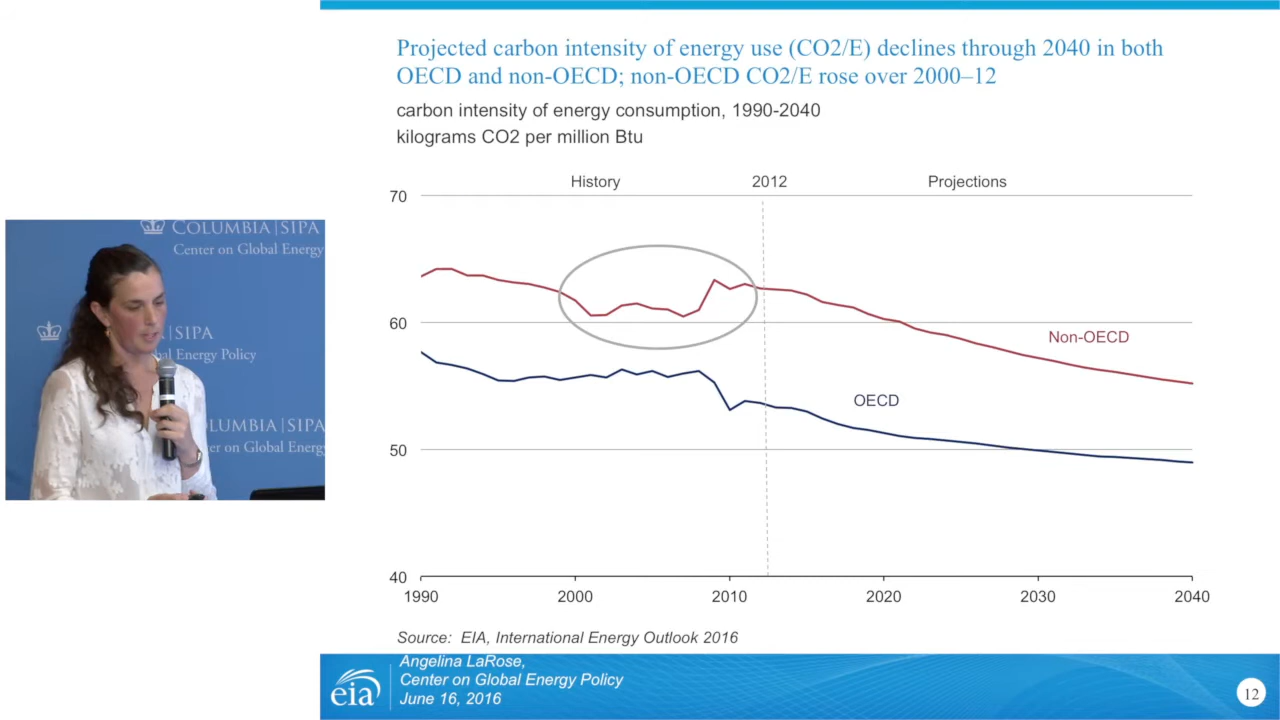 Projected carbon intensity of energy use (CO2/E) declines through 2040 in both
OECD and non-OECD; non-OECD CO2/E rose over 2000–12
carbon intensity of energy consumption, 1990-2040
kilograms CO2 per million Btu
History
2012
Projections
70
60
50
40
Non-OECD
OECD
1990
2000
2010
2020
2030
2040
Source: EIA, International Energy Outlook 2016
eia
Angelina LaRose,
Center on Global Energy Policy
June 16, 2016
12
COLUMBIA|SIPA
Center on Global Energy
|SIPA
Energy Policy
LUMBIA|SIPA
on Global Energy